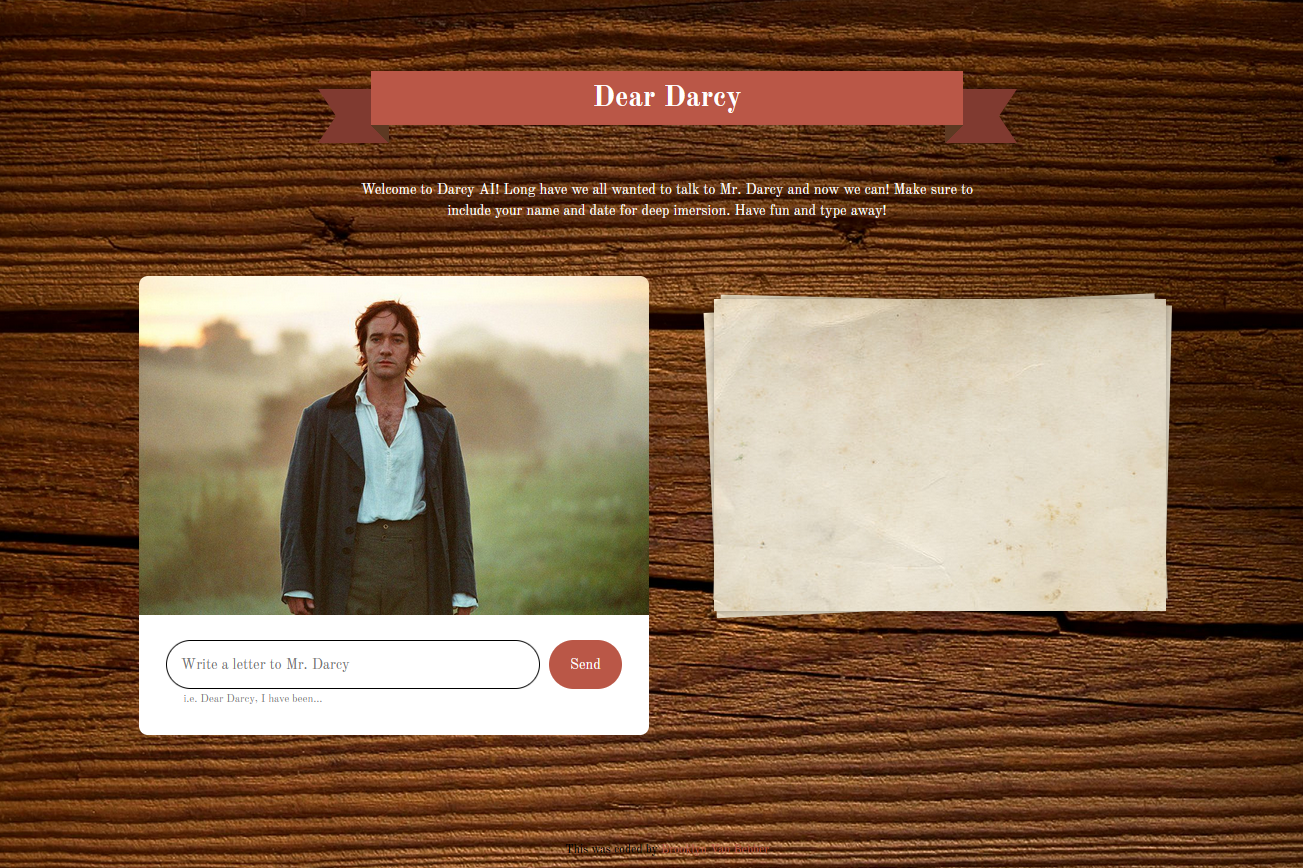 Dear Darcy
Welcome to Darcy AI! Long have we all wanted to talk to Mr. Darcy and now we can! Make sure to
include your name and date for deep imersion. Have fun and type away!
Write a letter to Mr. Darcy
Send
i.e. Dear Darcy, I have been...
This was coded by